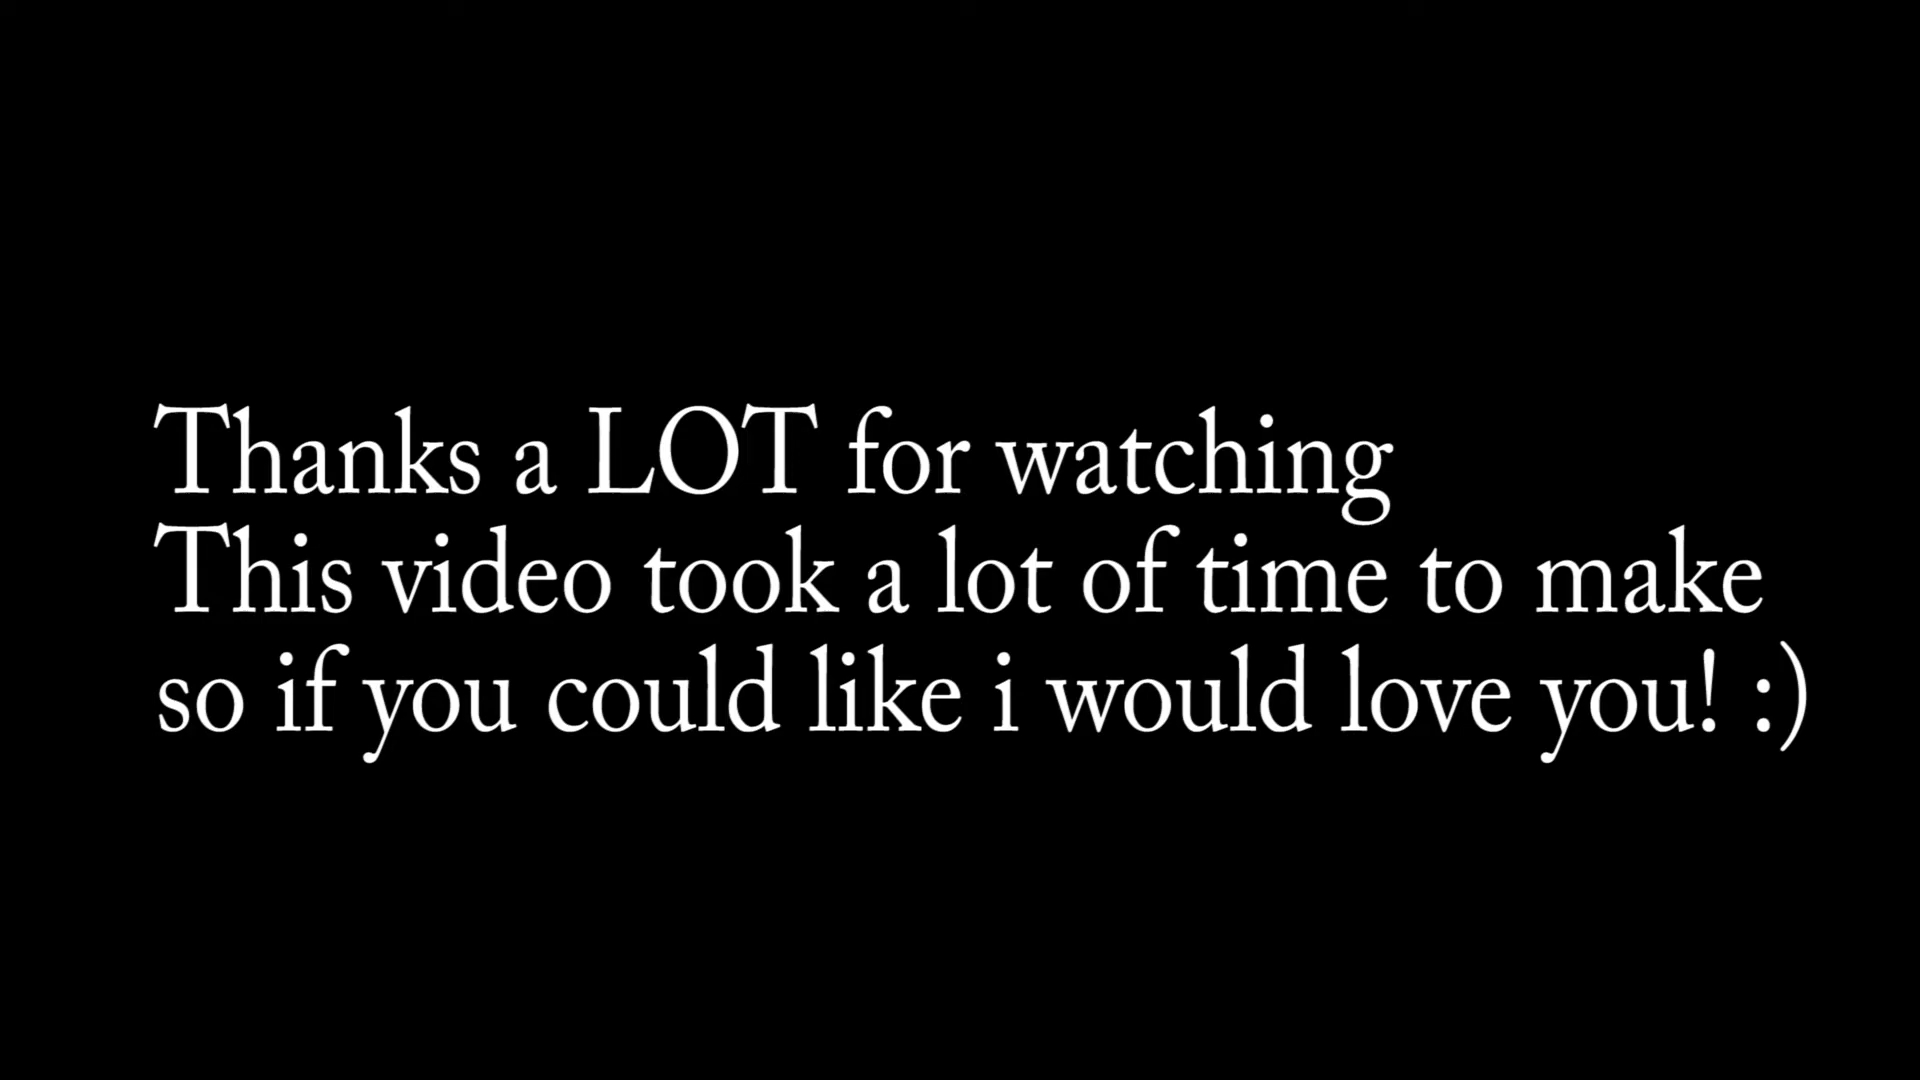 Thanks a LOT for watching
This video took a lot of time to make
so if you could like i would love you! :)